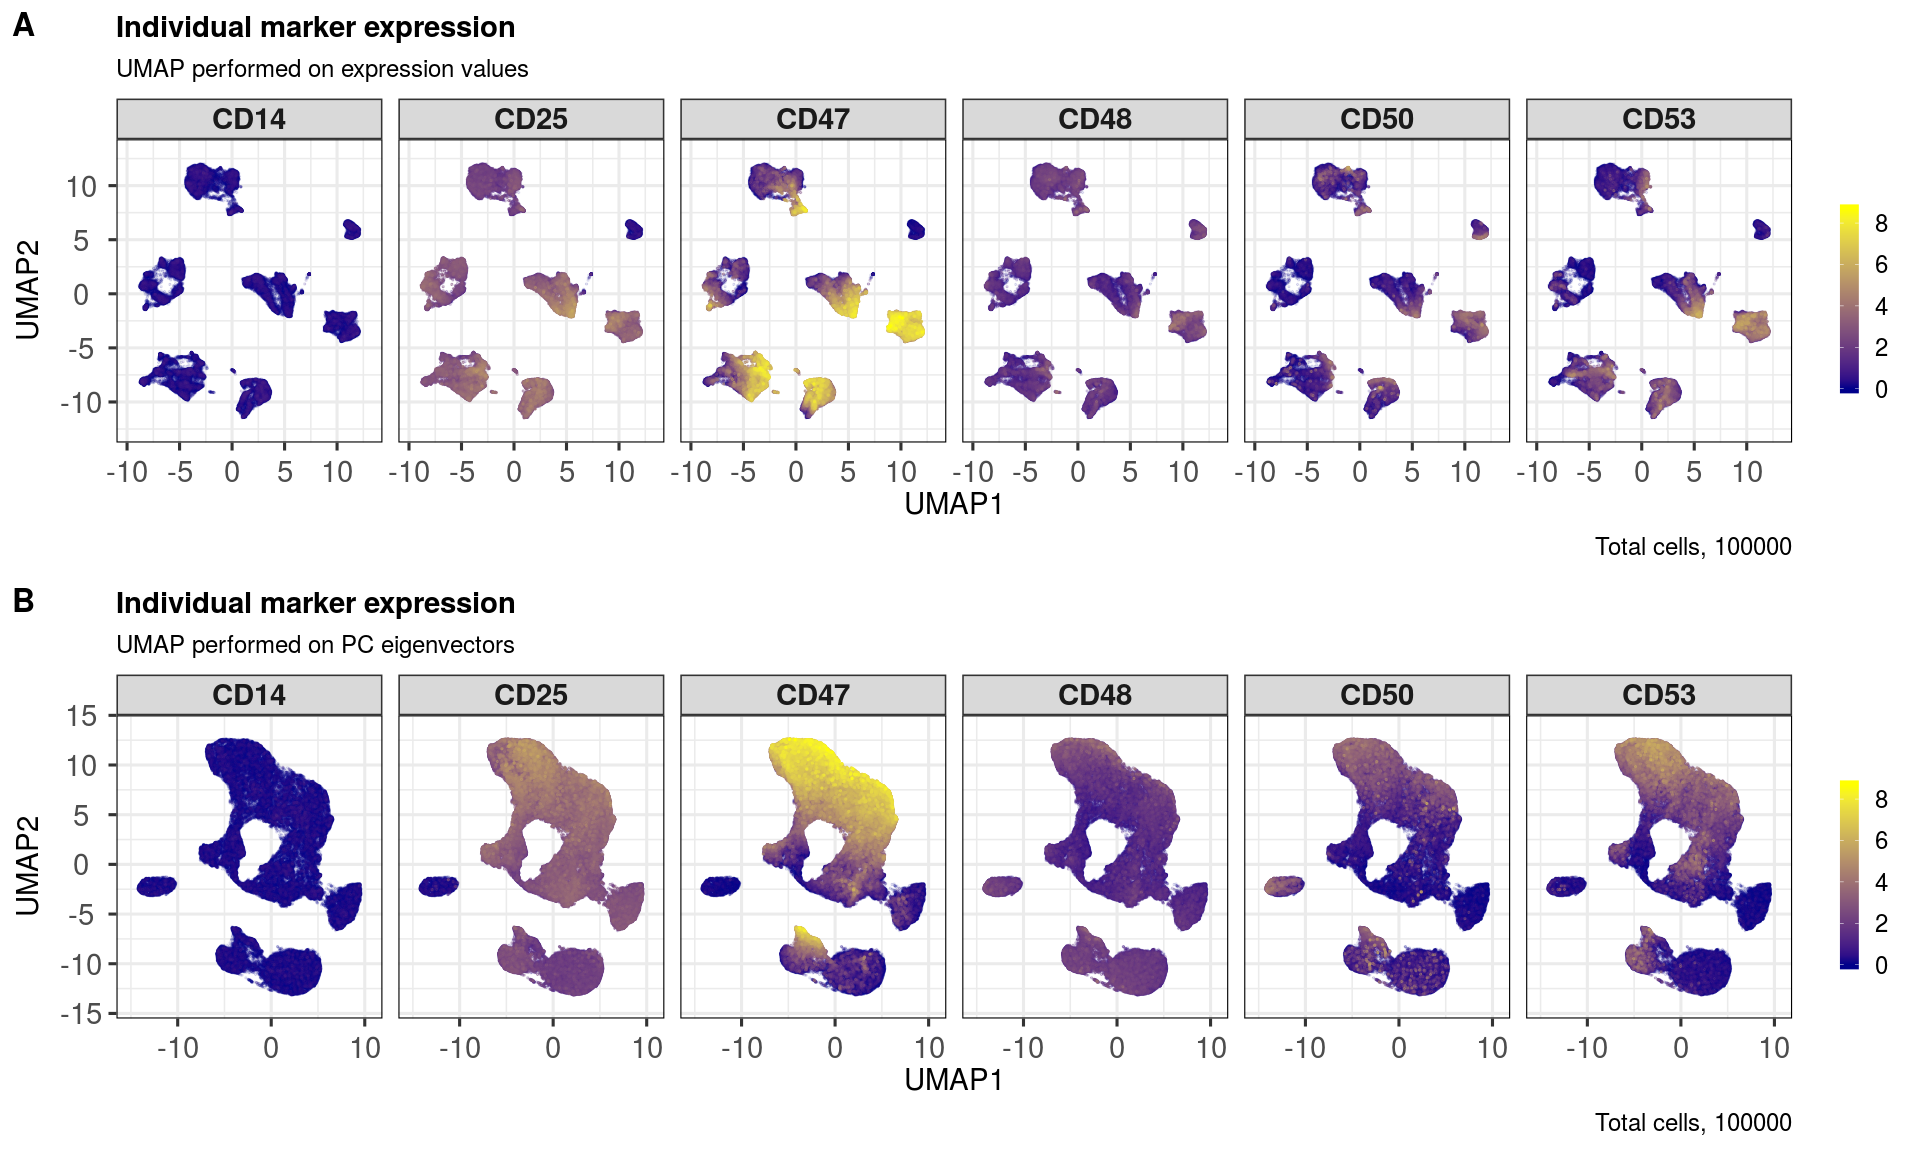 A
Individual marker expression
UMAP performed on expression values
CD14 CD25 CD47 CD48 CD50 CD53
10
5
0
-5
-10
UMAP2
-10 -5 0 5 10 -10 -5 0 5 10 -10 -5 0 5 10 -10 -5 0 5 10 -10 -5 0 5 10 -10 -5 0 5 10
UMAP1
8
6
4
2
0
Total cells, 100000
B
Individual marker expression
UMAP performed on PC eigenvectors
CD14 CD25 CD47 CD48 CD50 CD53
15
10
5
0
-5
-10
-15
UMAP2
-10 0 10 -10 0 10 -10 0 10 -10 0 10 -10 0 10 -10 0 10
UMAP1
8
6
4
2
0
Total cells, 100000